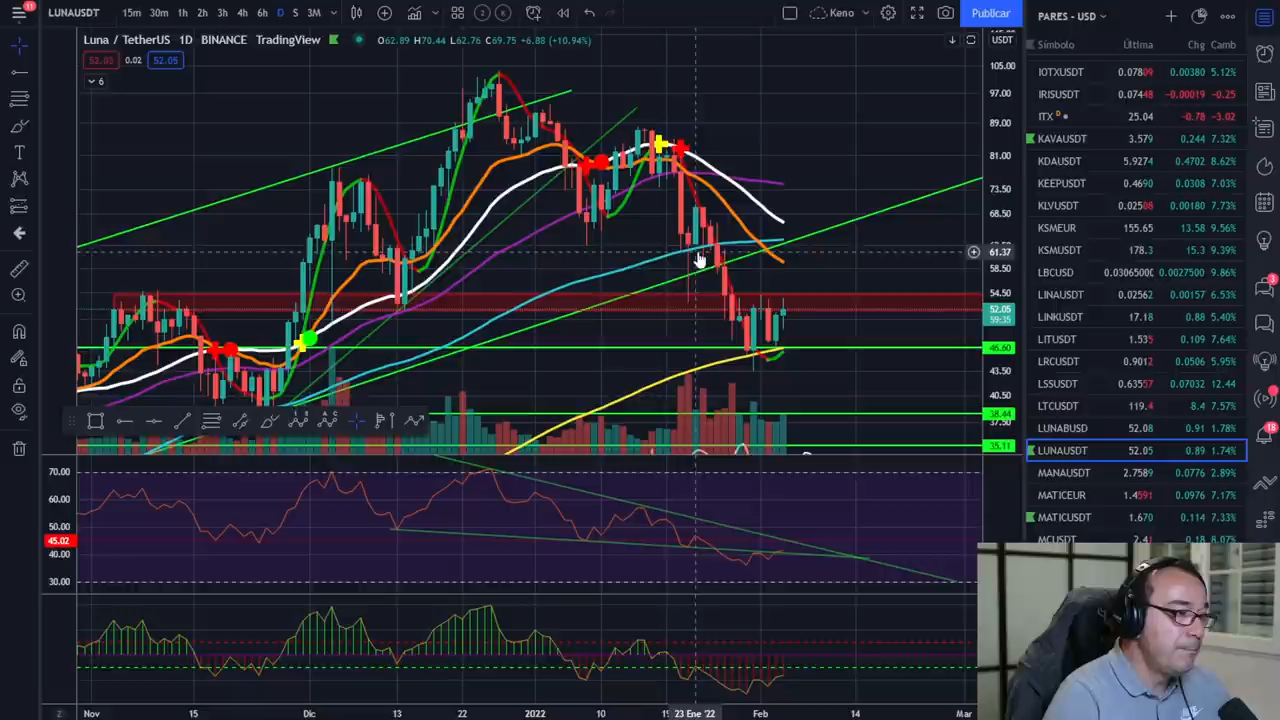 11
LUNAUSDT
15m 30m 1h 2h 3h 4h 6h D S 3M
2 K
Keno
Publicar
PARES - USD
Luna / TetherUS 1D BINANCE TradingView
O62.89 H70.44 L62.76 C69.75 +6.88 (+10.94%)
USDT
52.03 0.02 52.05
6
Símbolo Última Chg Camb
IOTXUSDT 0.07809 0.00380 5.12%
IRISUSDT 0.07448 -0.00019 -0.25
ITX D 25.04 -0.78 -3.02
KAVAUSDT 3.579 0.244 7.32%
KDAUSDT 5.9274 0.4702 8.62%
KEEPUSDT 0.4690 0.0308 7.03%
KLVUSDT 0.02508 0.00180 7.73%
KSMEUR 155.65 13.58 9.56%
KSMUSDT 178.3 15.3 9.39%
LBCUSD 0.0306500 0.0027500 9.86%
LINAUSDT 0.02562 0.00157 6.53%
LINKUSDT 17.18 0.88 5.40%
LITUSDT 1.535 0.109 7.64%
LRCUSDT 0.9012 0.0506 5.95%
LSSUSDT 0.63557 0.07032 12.44
LTCUSDT 119.4 8.4 7.57%
LUNABUSD 52.08 0.91 1.78%
LUNAUSDT 52.05 0.89 1.74%
MANAUSDT 2.7589 0.0776 2.89%
MATICEUR 1.4591 0.0976 7.17%
MATICUSDT 1.670 0.114 7.33%
105.00
97.00
89.00
81.00
73.50
68.50
61.37
58.50
54.50
52.05
59:35
46.60
43.50
40.50
38.44
35.11
3
18
70.00
60.00
50.00
45.02
40.00
30.00
Z
Nov 15 Dic 13 22 2022 10 23 Ene '22 Feb 14 Mar